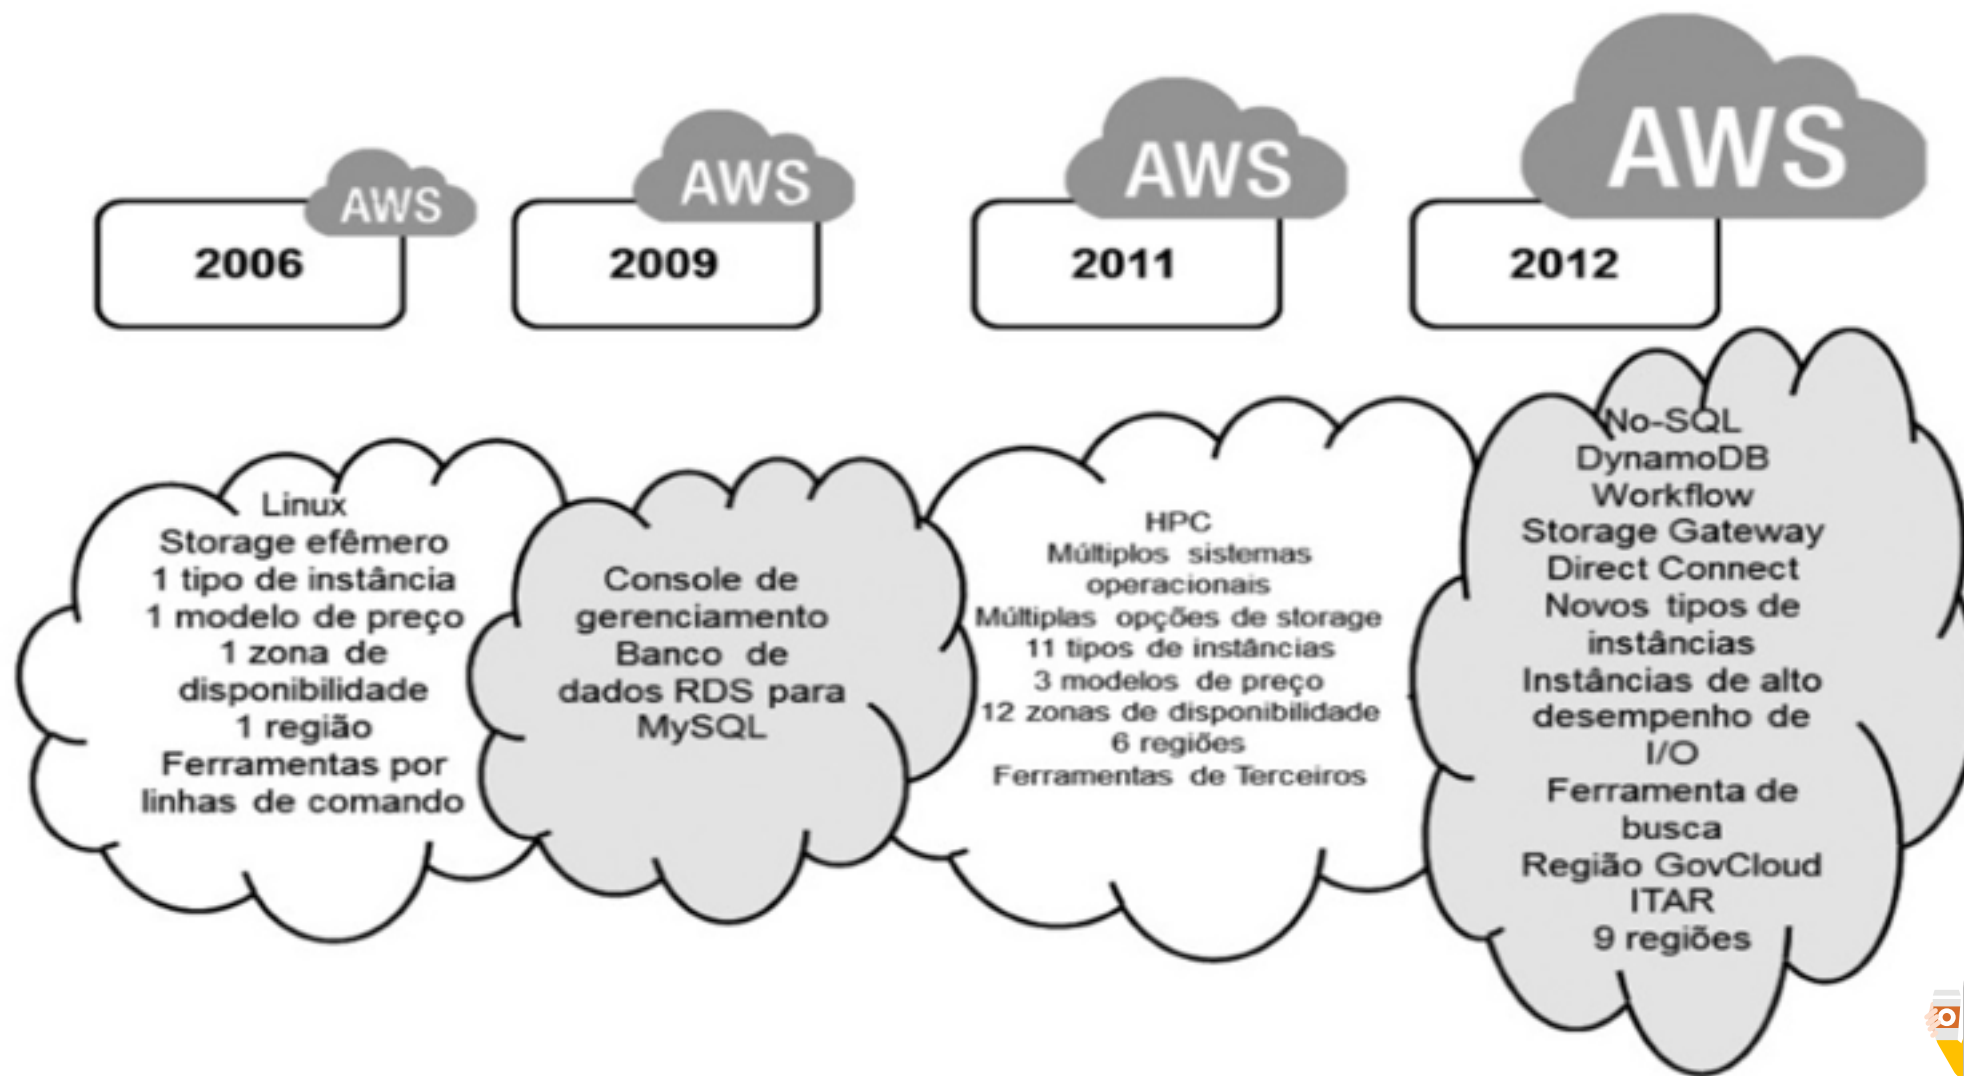 AWS
2006
AWS
2009
AWS
2011
AWS
2012
Linux
Storage efêmero
1 tipo de instância
1 modelo de preço
1 zona de
disponibilidade
1 região
Ferramentas por
linhas de comando
Console de
gerenciamento
Banco de
dados RDS para
MySQL
HPC
Múltiplos sistemas
operacionais
Múltiplas opções de storage
11 tipos de instâncias
3 modelos de preço
12 zonas de disponibilidade
6 regiões
Ferramentas de Terceiros
No-SQL
DynamoDB
Workflow
Storage Gateway
Direct Connect
Novos tipos de
instâncias
Instâncias de alto
desempenho de
I/O
Ferramenta de
busca
Região GovCloud
ITAR
9 regiões